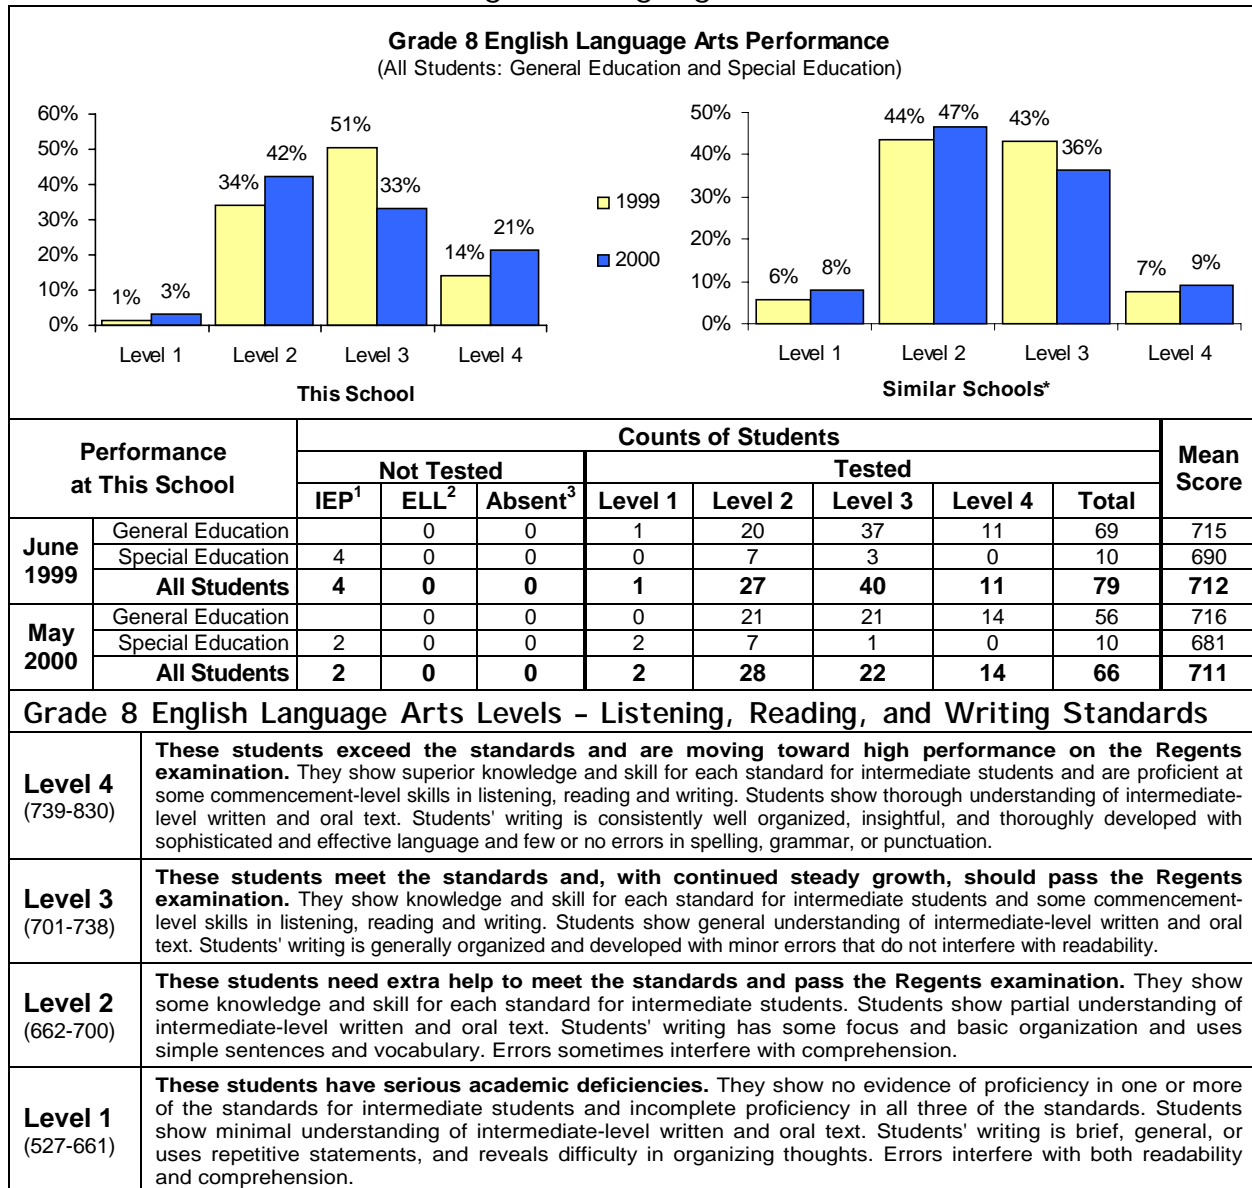 Grade 8 English Language Arts Performance
(All Students: General Education and Special Education)
60%
50%
40%
30%
20%
10%
0%
1% 3%
34% 42%
51% 33%
14% 21%
Level 1 Level 2 Level 3 Level 4
This School
1999
2000
50%
40%
30%
20%
10%
0%
6% 8%
44% 47%
43% 36%
7% 9%
Level 1 Level 2 Level 3 Level 4
Similar Schools*
Performance
at This School
Counts of Students
Mean
Score
Not Tested Tested
IEP1 ELL2 Absent3 Level 1 Level 2 Level 3 Level 4 Total
June
1999
General Education 0 0 1 20 37 11 69 715
Special Education 4 0 0 0 7 3 0 10 690
All Students 4 0 0 1 27 40 11 79 712
May
2000
General Education 0 0 0 21 21 14 56 716
Special Education 2 0 0 2 7 1 0 10 681
All Students 2 0 0 2 28 22 14 66 711
Grade 8 English Language Arts Levels – Listening, Reading, and Writing Standards
Level 4
(739-830)
These students exceed the standards and are moving toward high performance on the Regents
examination. They show superior knowledge and skill for each standard for intermediate students and are proficient at
some commencement-level skills in listening, reading and writing. Students show thorough understanding of intermediate-
level written and oral text. Students' writing is consistently well organized, insightful, and thoroughly developed with
sophisticated and effective language and few or no errors in spelling, grammar, or punctuation.
Level 3
(701-738)
These students meet the standards and, with continued steady growth, should pass the Regents
examination. They show knowledge and skill for each standard for intermediate students and some commencement-
level skills in listening, reading and writing. Students show general understanding of intermediate-level written and oral
text. Students' writing is generally organized and developed with minor errors that do not interfere with readability.
Level 2
(662-700)
These students need extra help to meet the standards and pass the Regents examination. They show
some knowledge and skill for each standard for intermediate students. Students show partial understanding of
intermediate-level written and oral text. Students' writing has some focus and basic organization and uses
simple sentences and vocabulary. Errors sometimes interfere with comprehension.
Level 1
(527-661)
These students have serious academic deficiencies. They show no evidence of proficiency in one or more
of the standards for intermediate students and incomplete proficiency in all three of the standards. Students
show minimal understanding of intermediate-level written and oral text. Students' writing is brief, general, or
uses repetitive statements, and reveals difficulty in organizing thoughts. Errors interfere with both readability
and comprehension.